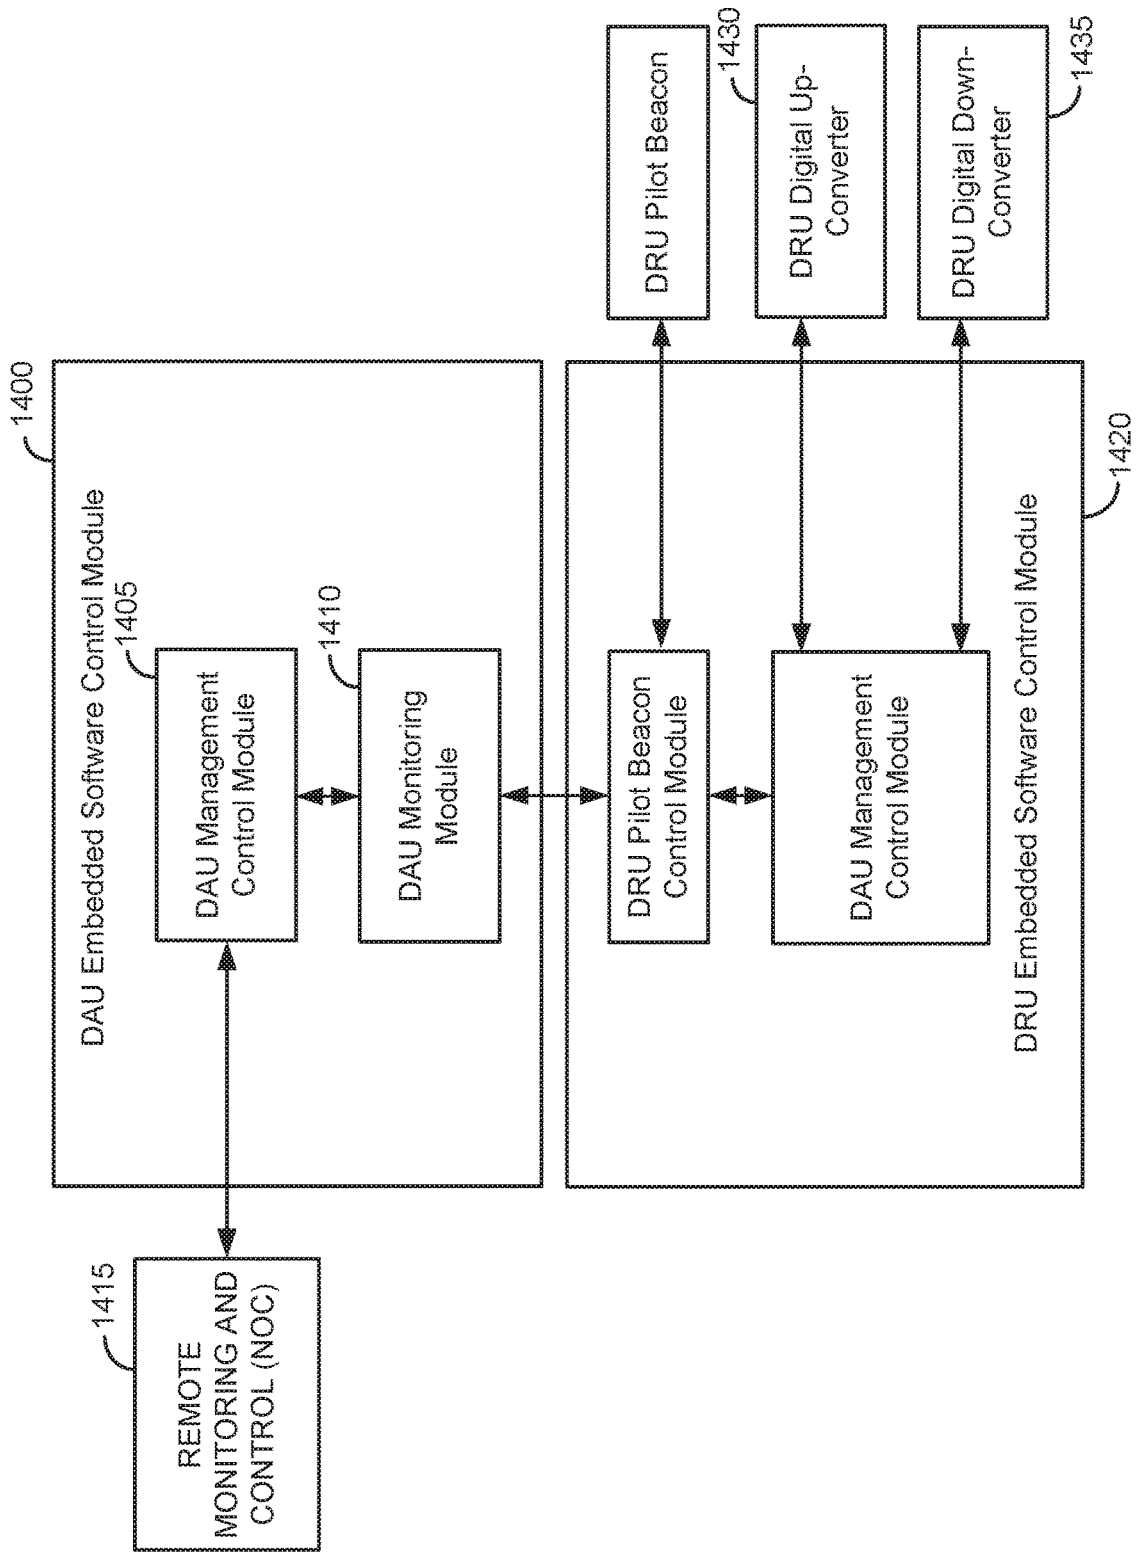 1415
REMOTE
MONITORING AND
CONTROL (NOC)
1400
DAU Embedded Software Control Module
1405
DAU Management
Control Module
1410
DAU Monitoring
Module
DRU Pilot Beacon
Control Module
DAU Management
Control Module
DRU Embedded Software Control Module
1420
DRU Pilot Beacon
1430
DRU Digital Up-
Converter
1435
DRU Digital Down-
Converter